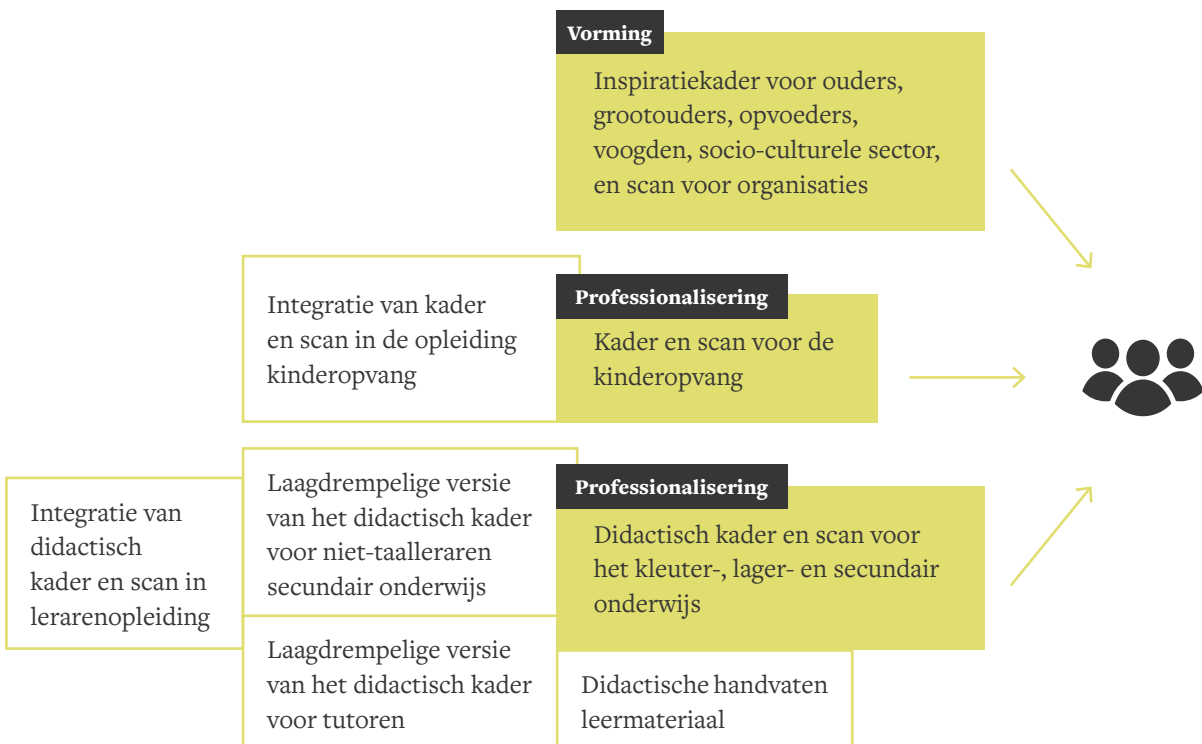 Vorming
Inspiratiekader voor ouders,
grootouders, opvoeders,
voogden, socio-culturele sector,
en scan voor organisaties
Integratie van kader
en scan in de opleiding
kinderopvang
Professionalisering
Kader en scan voor de
kinderopvang
Integratie van
didactisch
kader en scan in
lerarenopleiding
Laagdrempelige versie
van het didactisch kader
voor niet-taalleraren
secundair onderwijs
Professionalisering
Didactisch kader en scan voor
het kleuter-, lager- en secundair
onderwijs
Laagdrempelige versie
van het didactisch kader
voor tutoren
Didactische handvaten
leermateriaal